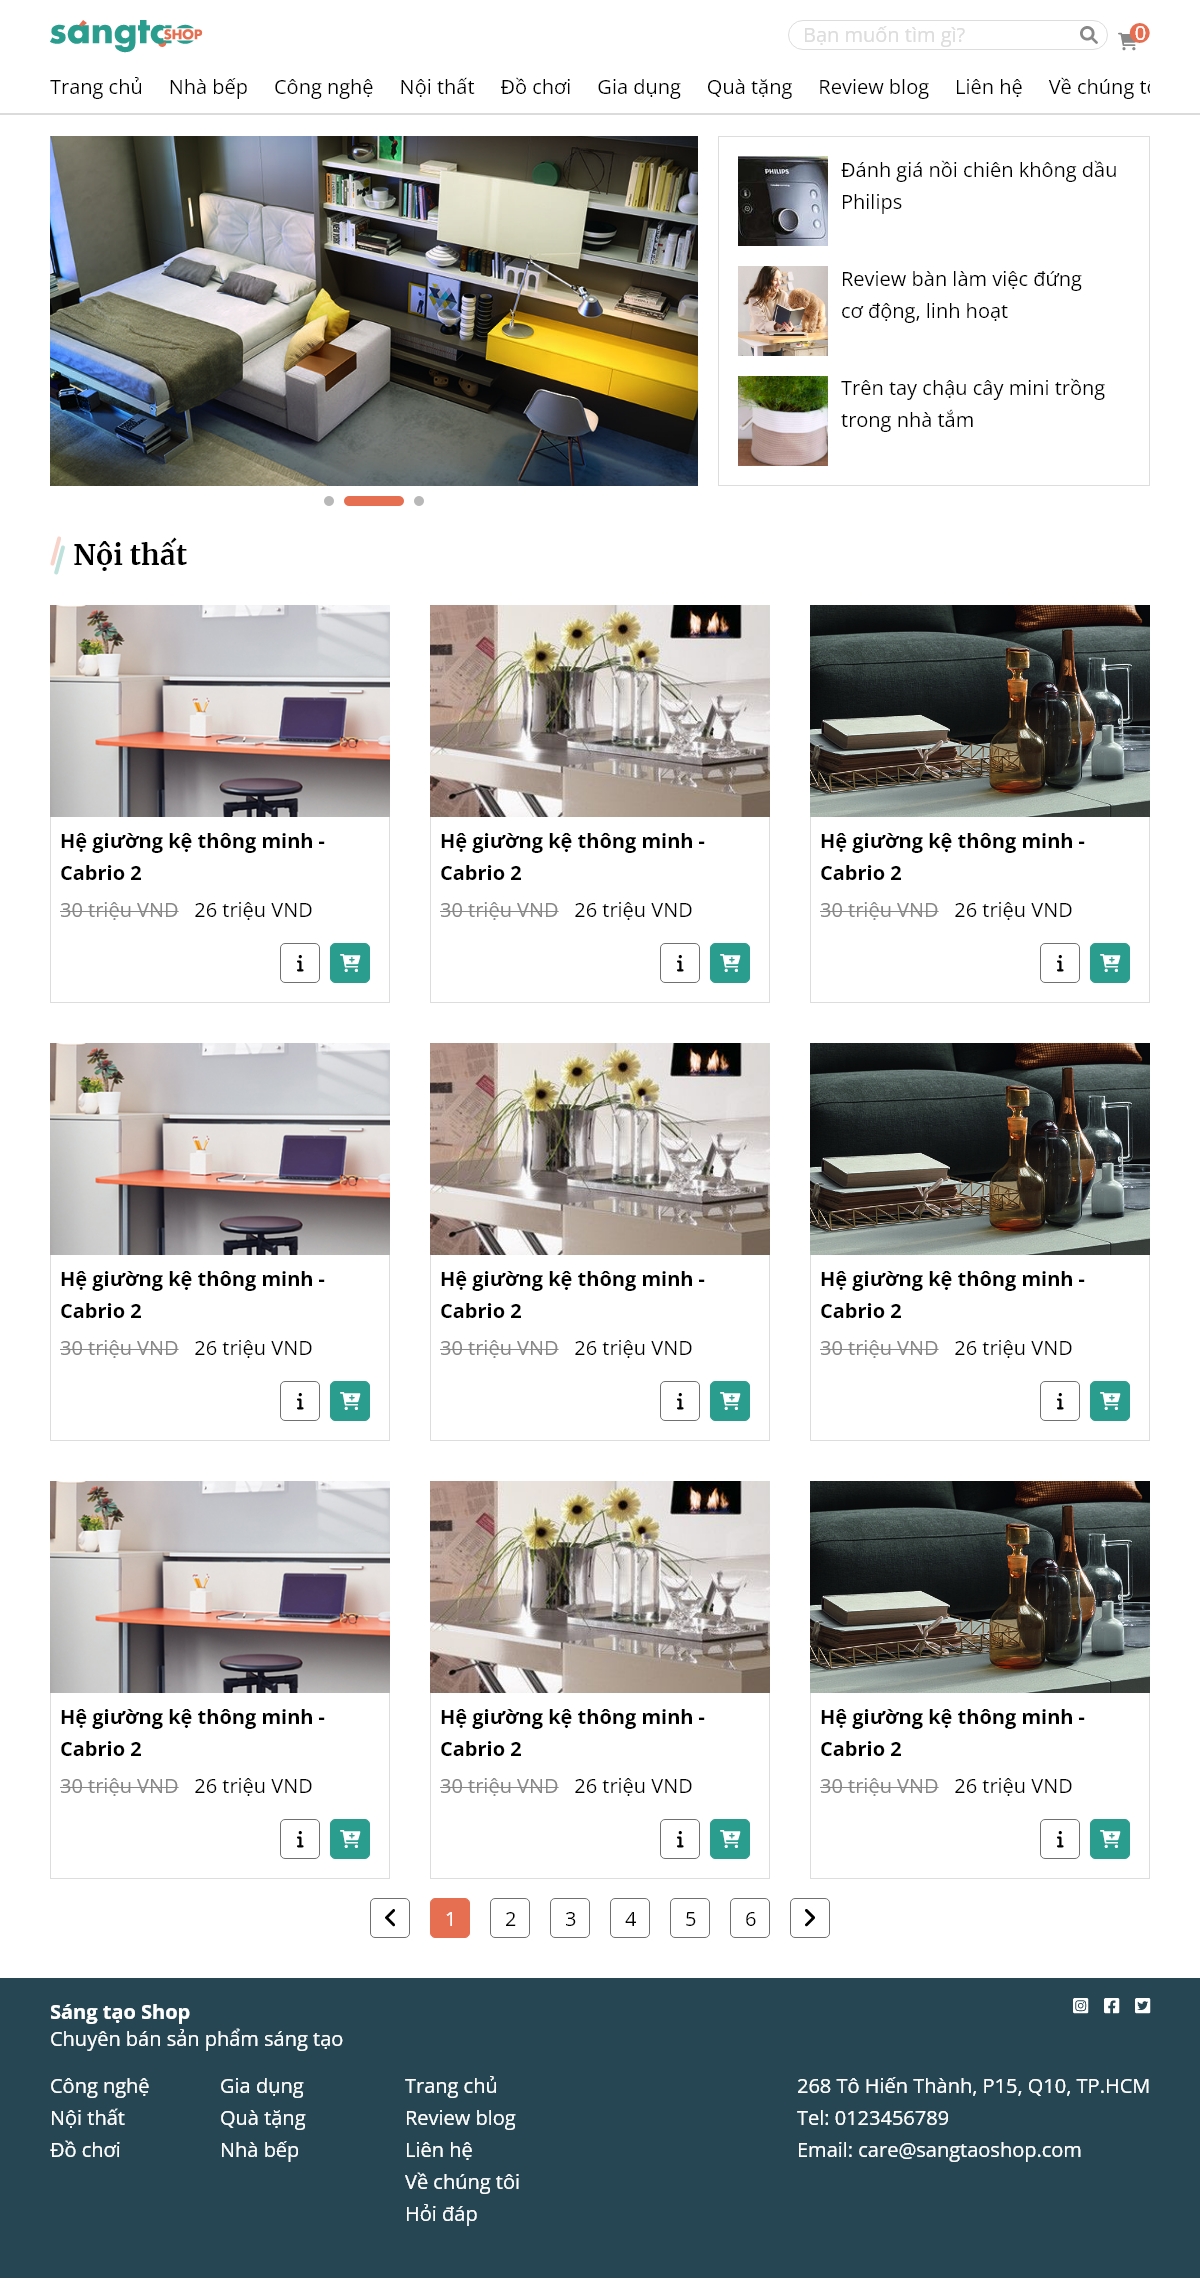 sángtạo SHOP
Bạn muốn tìm gì?
0
Trang chủ Nhà bếp Công nghệ Nội thất Đồ chơi Gia dụng Quà tặng Review blog Liên hệ Về chúng tô
PHILIPS
Đánh giá nồi chiên không dầu
Philips
Review bàn làm việc đứng
cơ động, linh hoạt
Trên tay chậu cây mini trồng
trong nhà tắm
Nội thất
Hệ giường kệ thông minh -
Cabrio 2
30 triệu VND 26 triệu VND
Hệ giường kệ thông minh -
Cabrio 2
30 triệu VND 26 triệu VND
Hệ giường kệ thông minh -
Cabrio 2
30 triệu VND 26 triệu VND
Hệ giường kệ thông minh -
Cabrio 2
30 triệu VND 26 triệu VND
Hệ giường kệ thông minh -
Cabrio 2
30 triệu VND 26 triệu VND
Hệ giường kệ thông minh -
Cabrio 2
30 triệu VND 26 triệu VND
Hệ giường kệ thông minh -
Cabrio 2
30 triệu VND 26 triệu VND
Hệ giường kệ thông minh -
Cabrio 2
30 triệu VND 26 triệu VND
Hệ giường kệ thông minh -
Cabrio 2
30 triệu VND 26 triệu VND
1 2 3 4 5 6
Sáng tạo Shop
Chuyên bán sản phẩm sáng tạo
Công nghệ
Nội thất
Đồ chơi
Gia dụng
Quà tặng
Nhà bếp
Trang chủ
Review blog
Liên hệ
Về chúng tôi
Hỏi đáp
268 Tô Hiến Thành, P15, Q10, TP.HCM
Tel: 0123456789
Email: care@sangtaoshop.com